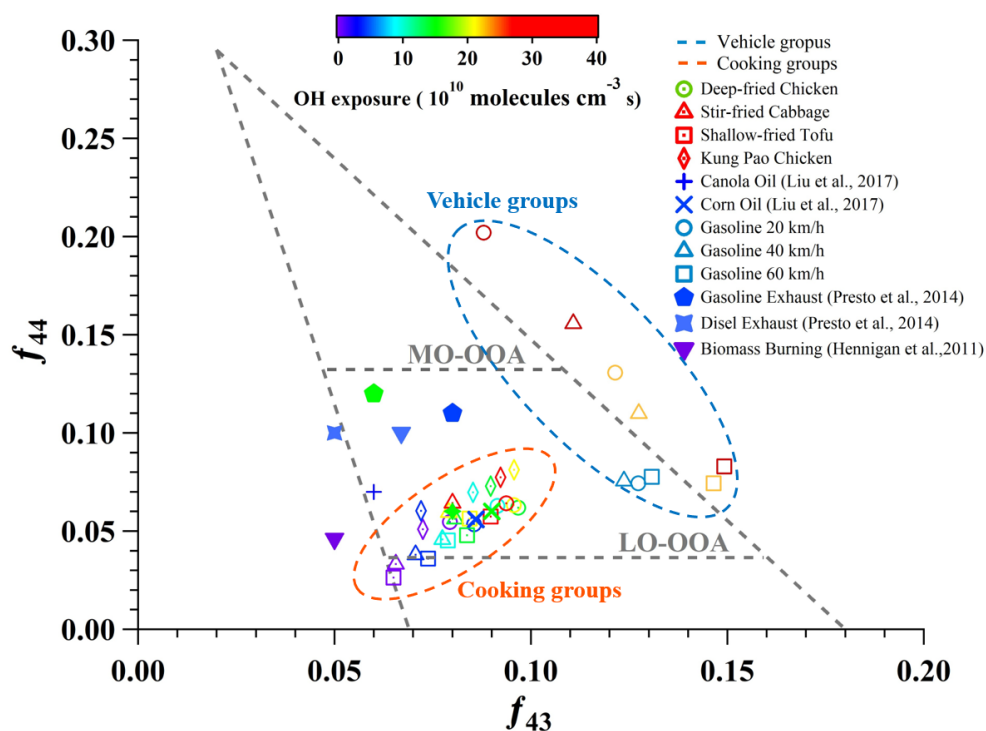 0 10 20 30 40
OH exposure ( 10^10 molecules cm^-3 s)
Vehicle gropus
Cooking groups
Deep-fried Chicken
Stir-fried Cabbage
Shallow-fried Tofu
Kung Pao Chicken
Canola Oil (Liu et al., 2017)
Corn Oil (Liu et al., 2017)
Gasoline 20 km/h
Gasoline 40 km/h
Gasoline 60 km/h
Gasoline Exhaust (Presto et al., 2014)
Disel Exhaust (Presto et al., 2014)
Biomass Burning (Hennigan et al.,2011)
Vehicle groups
MO-OOA
LO-OOA
Cooking groups
0.30
0.25
0.20
0.15
0.10
0.05
0.00
f44
0.00 0.05 0.10 0.15 0.20
f43